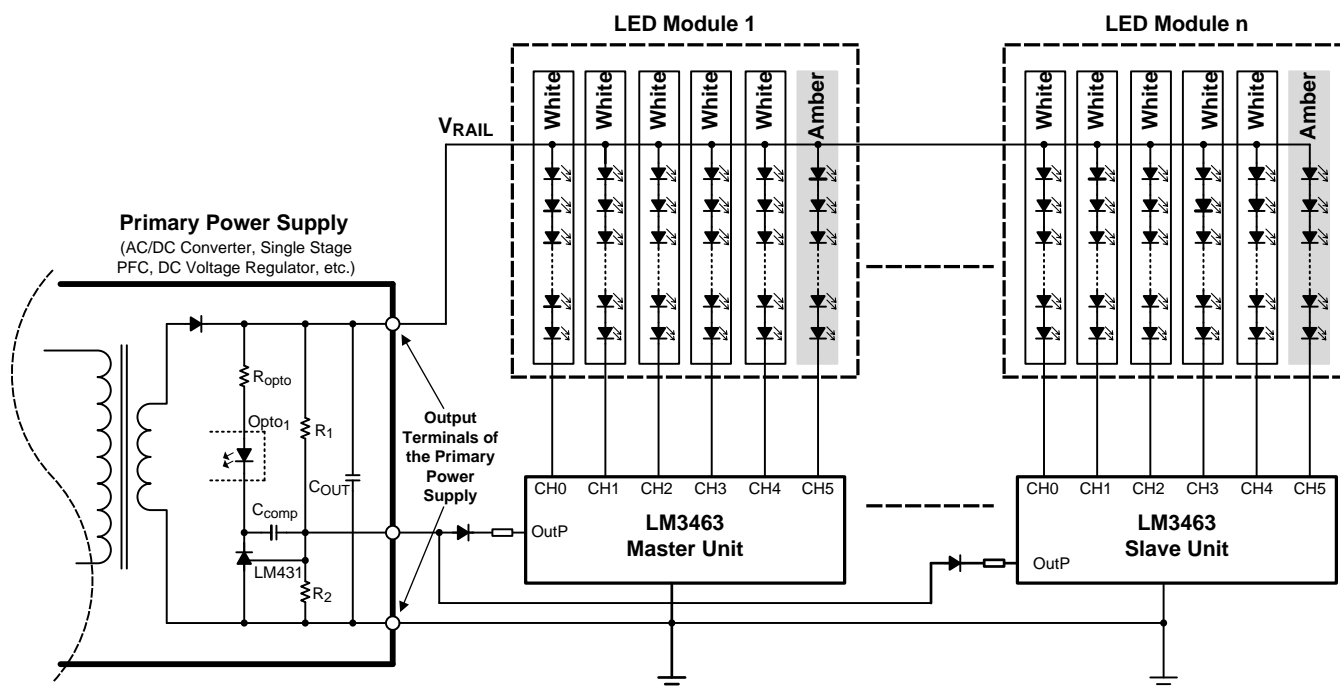 LED Module 1
LED Module n
White
White
White
White
White
Amber
White
White
White
White
White
Amber
VRAIL
Primary Power Supply
(AC/DC Converter, Single Stage
PFC, DC Voltage Regulator, etc.)
Ropto
Opto1
R1
COUT
Ccomp
LM431
R2
Output
Terminals of
the Primary
Power
Supply
CH0 CH1 CH2 CH3 CH4 CH5
OutP
LM3463
Master Unit
CH0 CH1 CH2 CH3 CH4 CH5
LM3463
Slave Unit
OutP